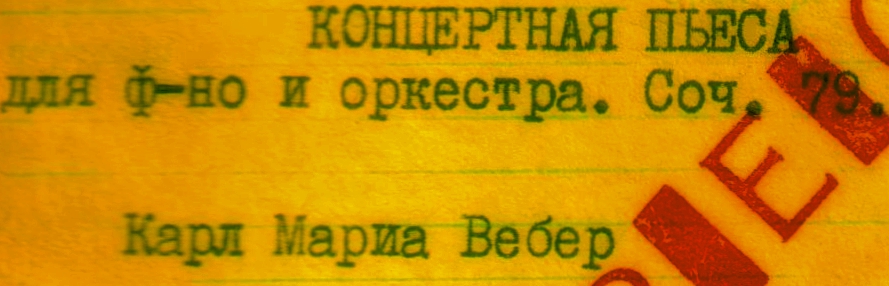 КОНЦЕРТНАЯ ПЬЕСА
для ф-но и оркестра. Соч. 79.
Карл Мариа Вебер